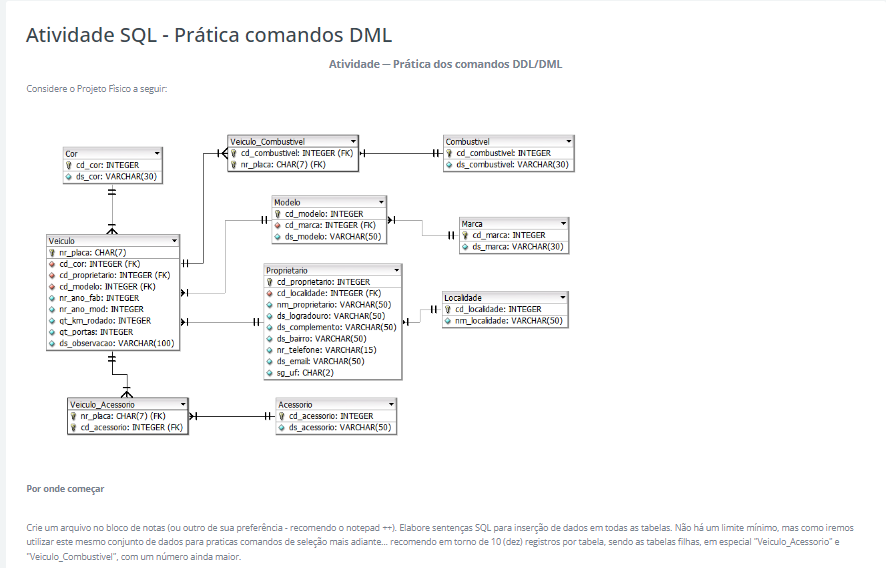 Atividade SQL - Prática comandos DML
Atividade — Prática dos comandos DDL/DML
Considere o Projeto Físico a seguir:
Cor
cd_cor: INTEGER
ds_cor: VARCHAR(30)
Veiculo_Combustivel
cd_combustivel: INTEGER (FK)
nr_placa: CHAR(7) (FK)
Combustivel
cd_combustivel: INTEGER
ds_combustivel: VARCHAR(30)
Modelo
cd_modelo: INTEGER
cd_marca: INTEGER (FK)
ds_modelo: VARCHAR(50)
Marca
cd_marca: INTEGER
ds_marca: VARCHAR(30)
Veiculo
nr_placa: CHAR(7)
cd_cor: INTEGER (FK)
cd_proprietario: INTEGER (FK)
cd_modelo: INTEGER (FK)
nr_ano_fab: INTEGER
nr_ano_mod: INTEGER
qt_km_rodado: INTEGER
qt_portas: INTEGER
ds_observacao: VARCHAR(100)
Proprietario
cd_proprietario: INTEGER
cd_localidade: INTEGER (FK)
nm_proprietario: VARCHAR(50)
ds_logradouro: VARCHAR(50)
ds_complemento: VARCHAR(50)
ds_bairro: VARCHAR(50)
nr_telefone: VARCHAR(15)
ds_email: VARCHAR(50)
sg_uf: CHAR(2)
Localidade
cd_localidade: INTEGER
nm_localidade: VARCHAR(50)
Veiculo_Acessorio
nr_placa: CHAR(7) (FK)
cd_acessorio: INTEGER (FK)
Acessorio
cd_acessorio: INTEGER
ds_acessorio: VARCHAR(50)
Por onde começar
Crie um arquivo no bloco de notas (ou outro de sua preferência - recomendo o notepad ++). Elabore sentenças SQL para inserção de dados em todas as tabelas. Não há um limite mínimo, mas como iremos
utilizar este mesmo conjunto de dados para praticas comandos de seleção mais adiante... recomendo em torno de 10 (dez) registros por tabela, sendo as tabelas filhas, em especial "Veiculo_Acessorio" e
"Veiculo_Combustivel", com um número ainda maior.